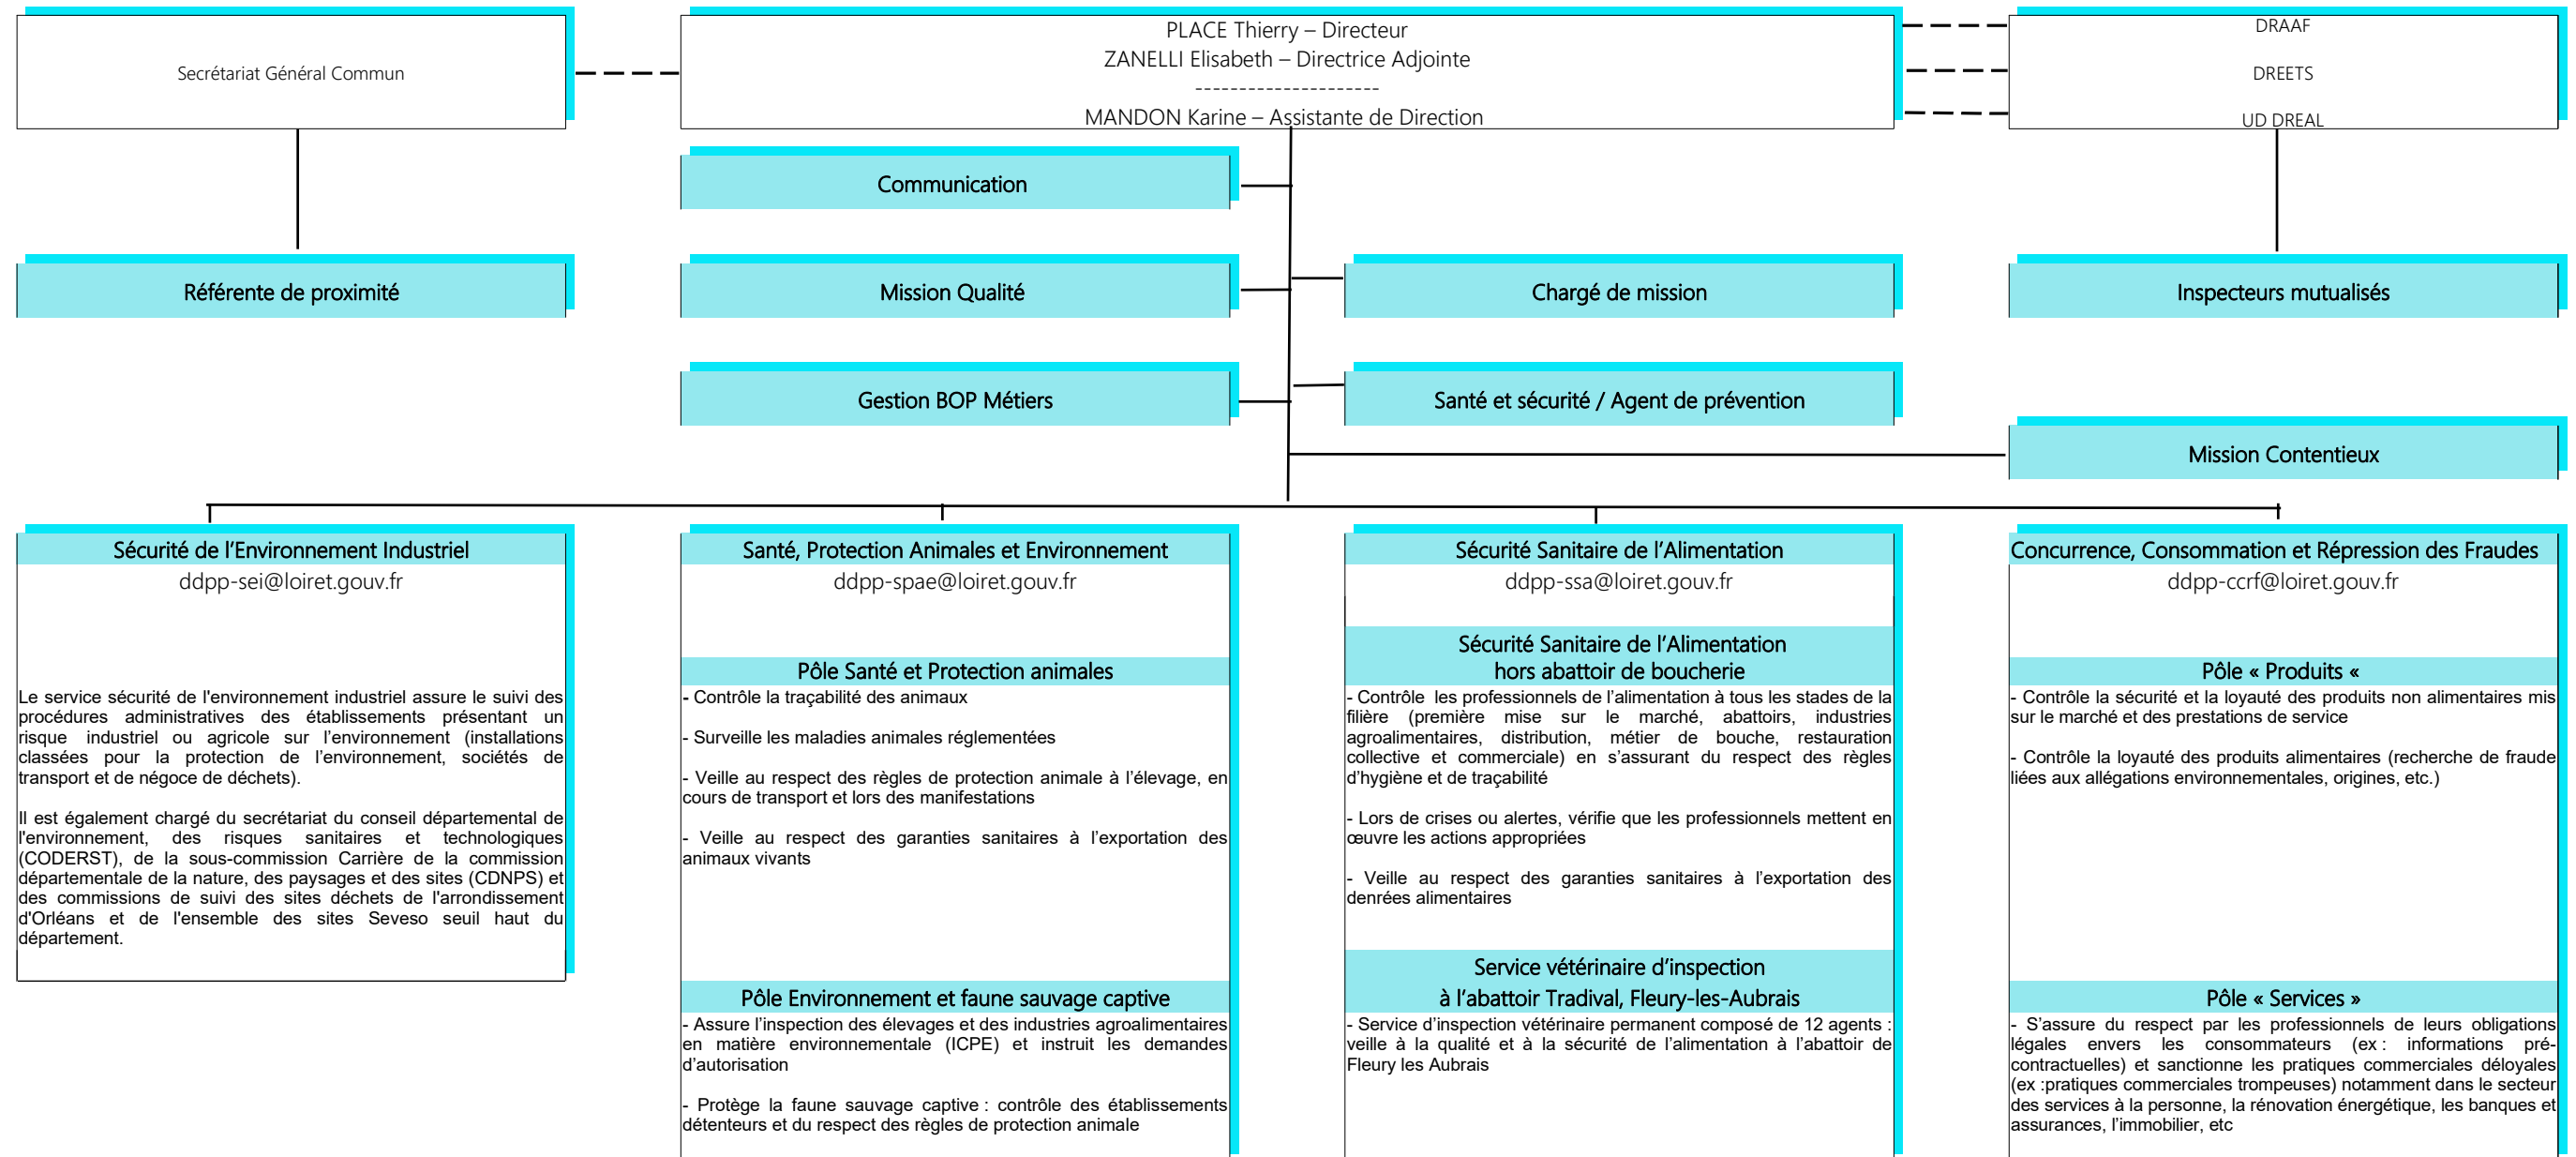 Secrétariat Général Commun
PLACE Thierry – Directeur
ZANELLI Elisabeth – Directrice Adjointe
---------------------
MANDON Karine – Assistante de Direction
DRAAF
DREETS
UD DREAL
Communication
Référente de proximité
Mission Qualité
Chargé de mission
Inspecteurs mutualisés
Gestion BOP Métiers
Santé et sécurité / Agent de prévention
Mission Contentieux
Sécurité de l’Environnement Industriel
ddpp-sei@loiret.gouv.fr
Le service sécurité de l'environnement industriel assure le suivi des
procédures administratives des établissements présentant un
risque industriel ou agricole sur l’environnement (installations
classées pour la protection de l’environnement, sociétés de
transport et de négoce de déchets).
Il est également chargé du secrétariat du conseil départemental de
l'environnement, des risques sanitaires et technologiques
(CODERST), de la sous-commission Carrière de la commission
départementale de la nature, des paysages et des sites (CDNPS) et
des commissions de suivi des sites déchets de l'arrondissement
d'Orléans et de l'ensemble des sites Seveso seuil haut du
département.
Santé, Protection Animales et Environnement
ddpp-spae@loiret.gouv.fr
Pôle Santé et Protection animales
- Contrôle la traçabilité des animaux
- Surveille les maladies animales réglementées
- Veille au respect des règles de protection animale à l’élevage, en
cours de transport et lors des manifestations
- Veille au respect des garanties sanitaires à l’exportation des
animaux vivants
Pôle Environnement et faune sauvage captive
- Assure l’inspection des élevages et des industries agroalimentaires
en matière environnementale (ICPE) et instruit les demandes
d’autorisation
- Protège la faune sauvage captive : contrôle des établissements
détenteurs et du respect des règles de protection animale
Sécurité Sanitaire de l’Alimentation
ddpp-ssa@loiret.gouv.fr
Sécurité Sanitaire de l’Alimentation
hors abattoir de boucherie
- Contrôle les professionnels de l’alimentation à tous les stades de la
filière (première mise sur le marché, abattoirs, industries
agroalimentaires, distribution, métier de bouche, restauration
collective et commerciale) en s’assurant du respect des règles
d’hygiène et de traçabilité
- Lors de crises ou alertes, vérifie que les professionnels mettent en
œuvre les actions appropriées
- Veille au respect des garanties sanitaires à l’exportation des
denrées alimentaires
Service vétérinaire d’inspection
à l’abattoir Tradival, Fleury-les-Aubrais
- Service d’inspection vétérinaire permanent composé de 12 agents :
veille à la qualité et à la sécurité de l’alimentation à l’abattoir de
Fleury les Aubrais
Concurrence, Consommation et Répression des Fraudes
ddpp-ccrf@loiret.gouv.fr
Pôle « Produits «
- Contrôle la sécurité et la loyauté des produits non alimentaires mis
sur le marché et des prestations de service
- Contrôle la loyauté des produits alimentaires (recherche de fraude
liées aux allégations environnementales, origines, etc.)
Pôle « Services »
- S’assure du respect par les professionnels de leurs obligations
légales envers les consommateurs (ex : informations pré-
contractuelles) et sanctionne les pratiques commerciales déloyales
(ex :pratiques commerciales trompeuses) notamment dans le secteur
des services à la personne, la rénovation énergétique, les banques et
assurances, l’immobilier, etc